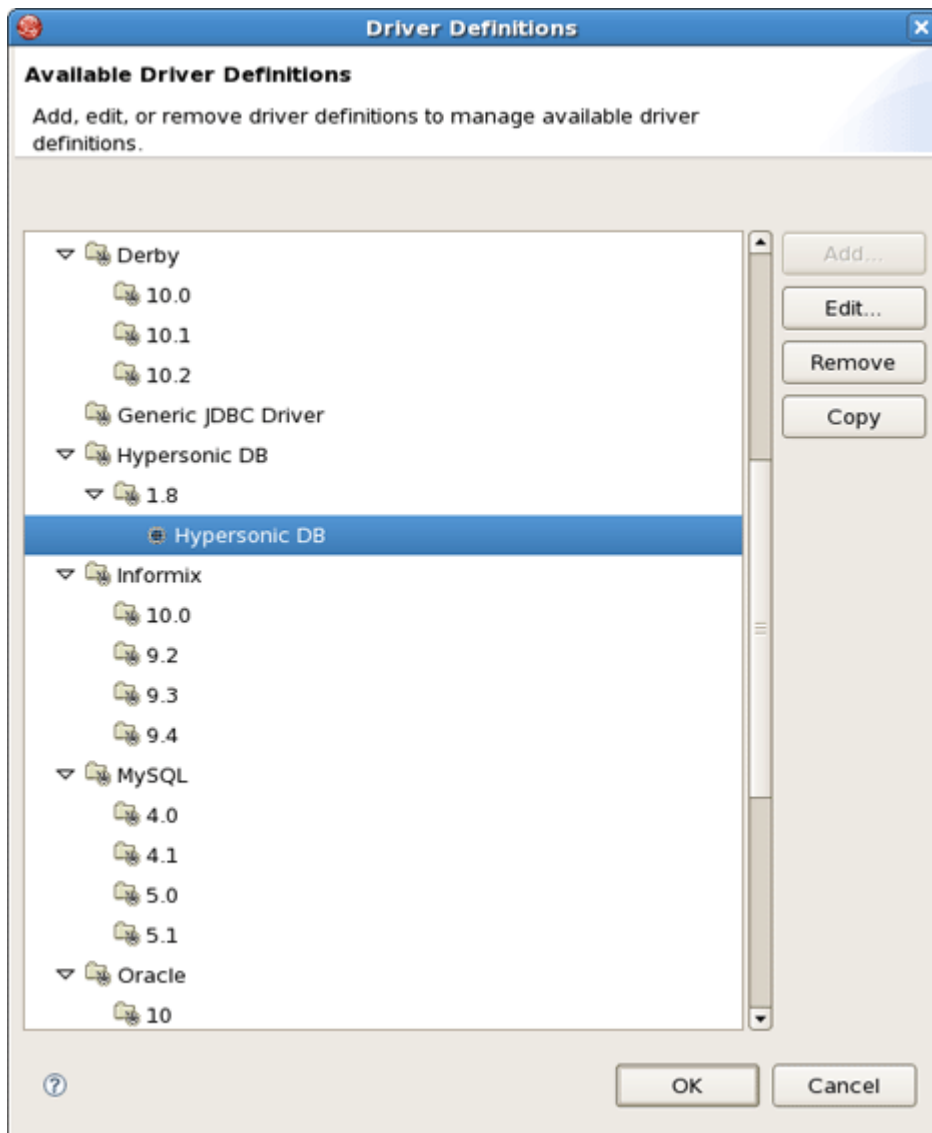 Driver Definitions
Available Driver Definitions
Add, edit, or remove driver definitions to manage available driver
definitions.
Derby
10.0
10.1
10.2
Generic JDBC Driver
Hypersonic DB
1.8
Hypersonic DB
Informix
10.0
9.2
9.3
9.4
MySQL
4.0
4.1
5.0
5.1
Oracle
10
Add...
Edit...
Remove
Copy
?
OK
Cancel